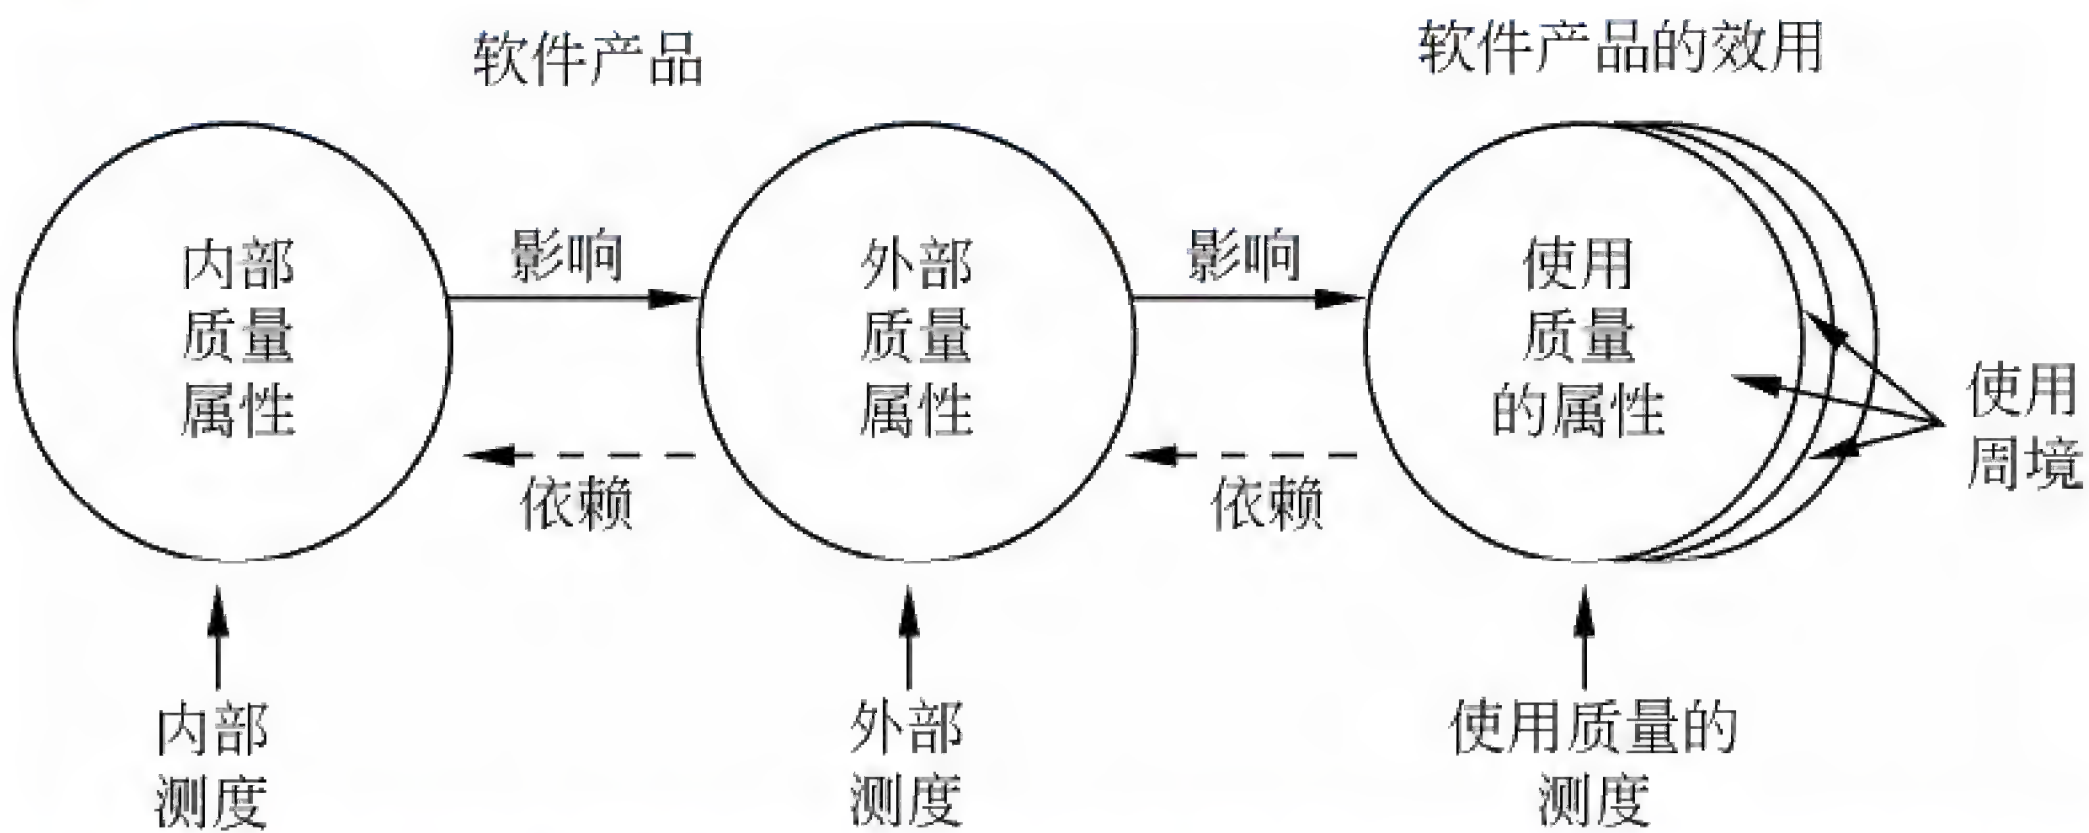 软件产品
软件产品的效用
内部
质量
属性
影响
依赖
外部
质量
属性
影响
依赖
使用
质量
的属性
使用
周境
内部
测度
外部
测度
使用质量的
测度